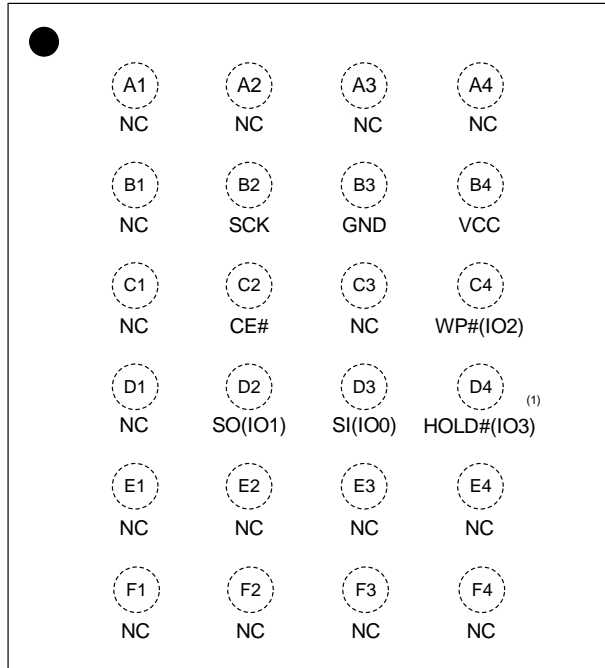 A1 A2 A3 A4
NC NC NC NC
B1 B2 B3 B4
NC SCK GND VCC
C1 C2 C3 C4
NC CE# NC WP#(IO2)
D1 D2 D3 D4 (1)
NC SO(IO1) SI(IO0) HOLD#(IO3)
E1 E2 E3 E4
NC NC NC NC
F1 F2 F3 F4
NC NC NC NC